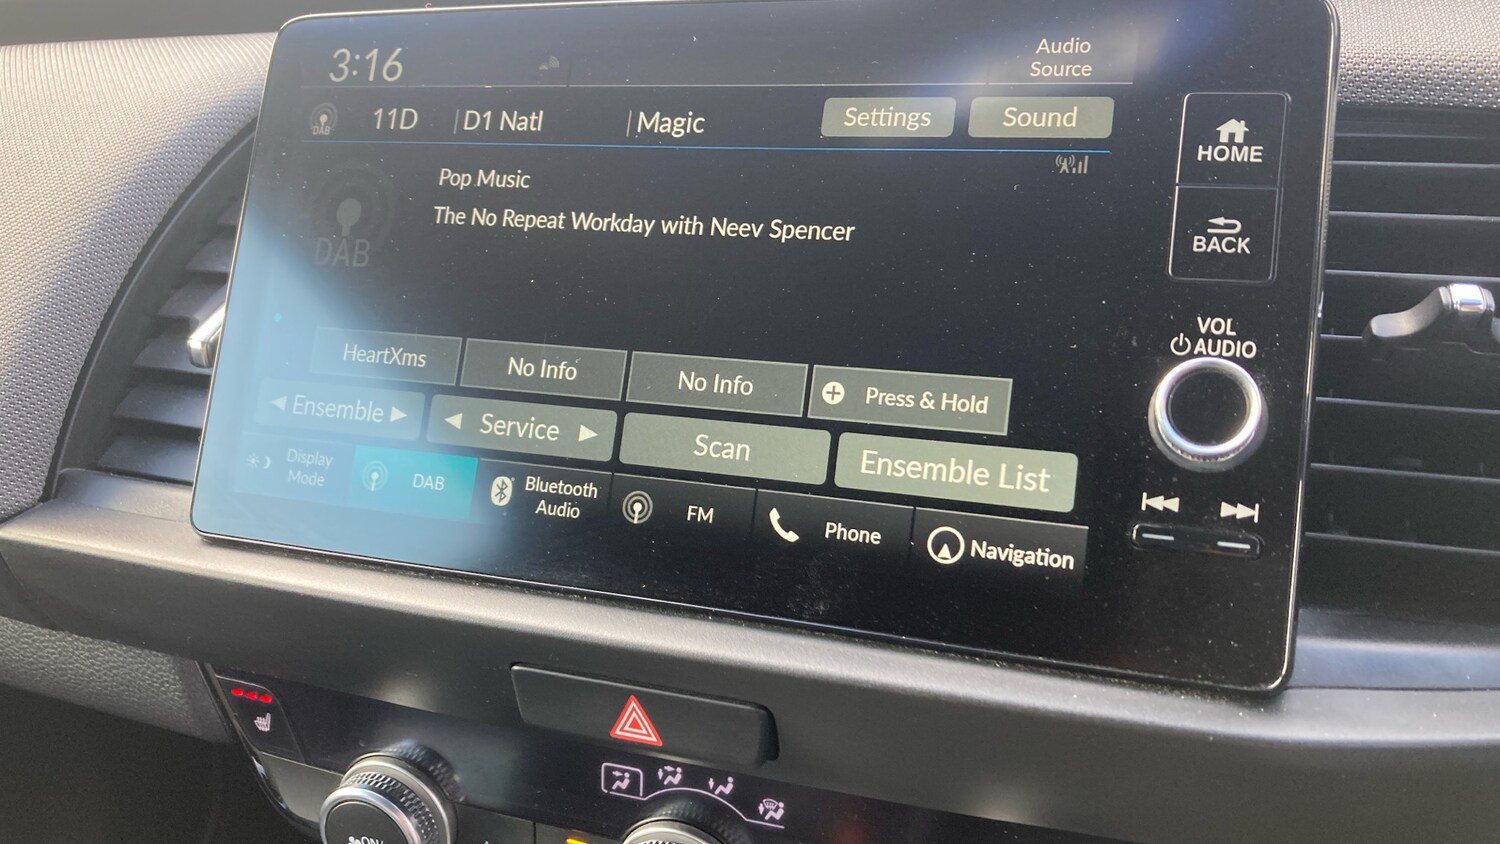 3:16
Audio
Source
DAB
11D
D1 Natl
Magic
Settings
Sound
HOME
Pop Music
The No Repeat Workday with Neev Spencer
DAB
BACK
VOL
AUDIO
HeartXms
No Info
No Info
Press & Hold
Ensemble
Service
Scan
Ensemble List
Display
Mode
DAB
Bluetooth
Audio
FM
Phone
Navigation
ON